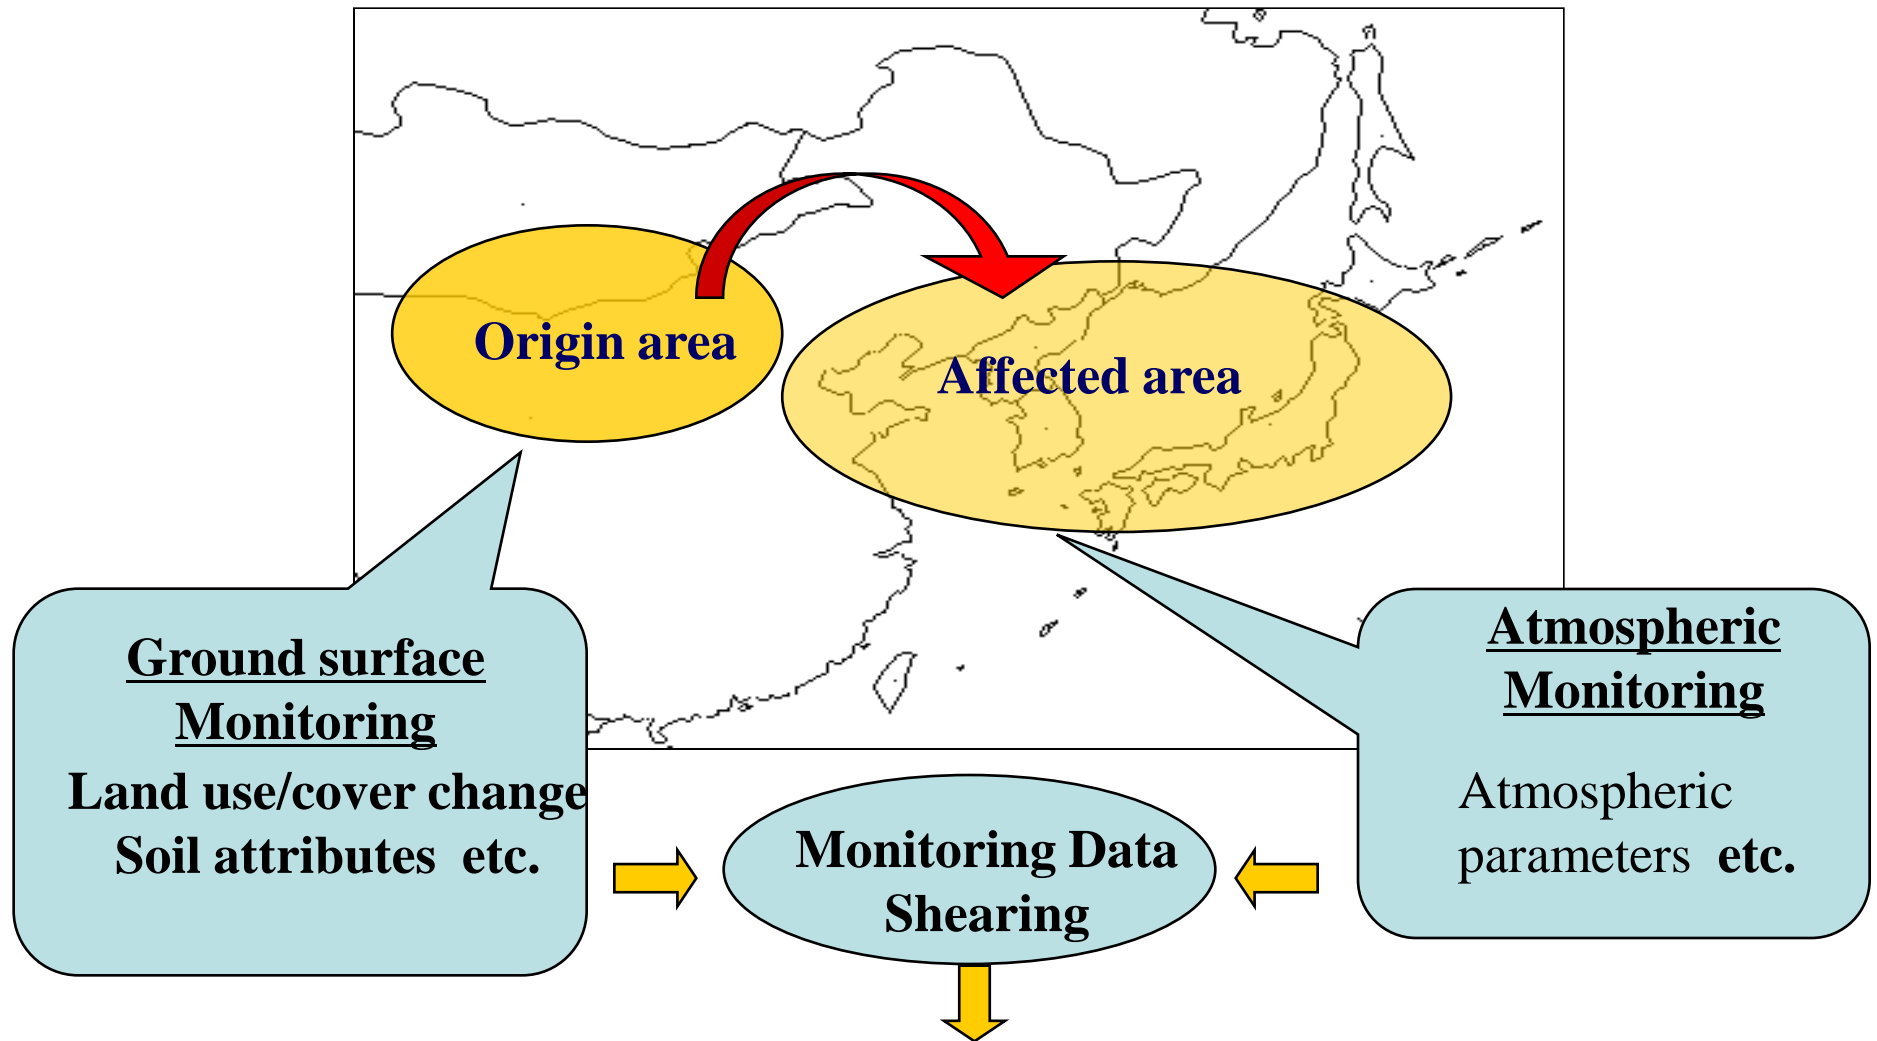 Origin area
Affected area
Ground surface
Monitoring
Land use/cover change
Soil attributes etc.
Atmospheric
Monitoring
Atmospheric
parameters etc.
Monitoring Data
Shearing